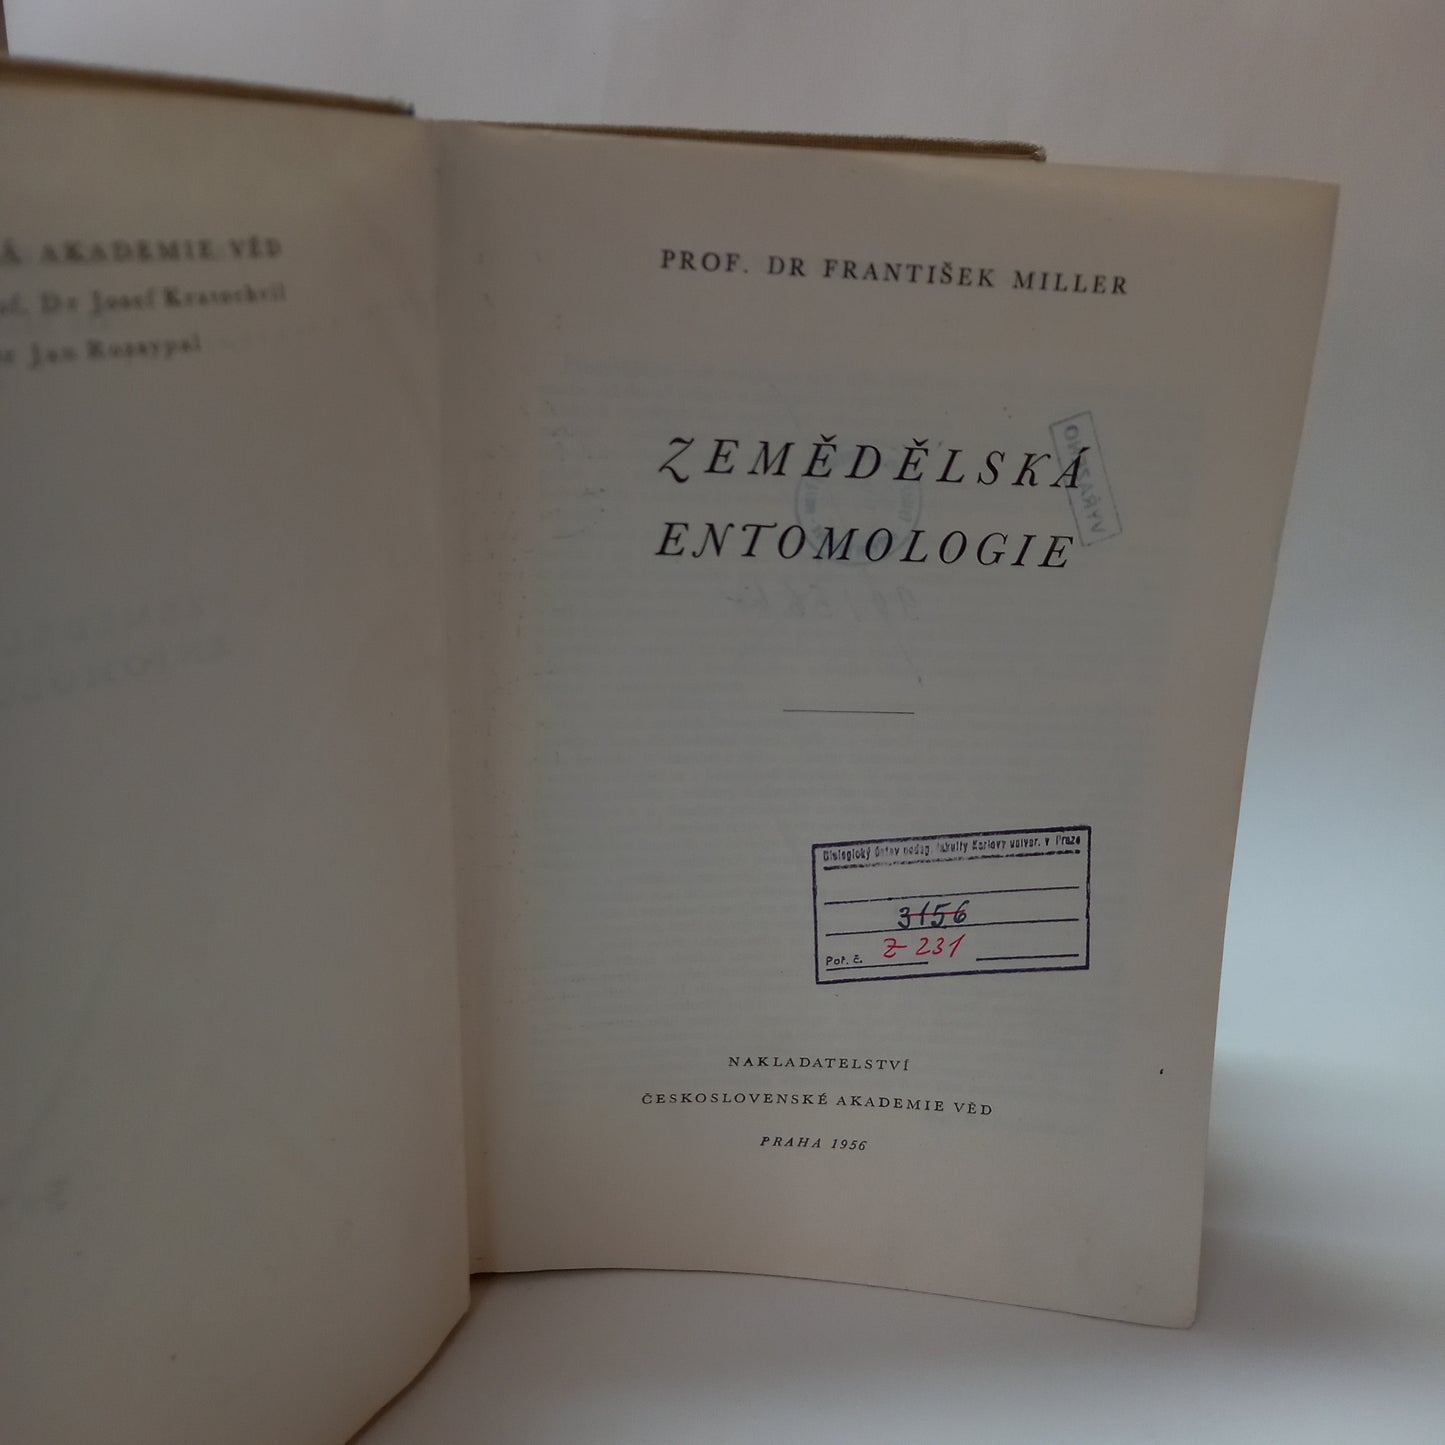 AKADEMIE VĚD
Dr Josef Kratochvil
Jan Rozsypal
PROF. DR FRANTIŠEK MILLER
ZEMĚDĚLSKÁ
ENTOMOLOGIE
VYŘAZENO
Biologický ústav pedag. fakulty Karlovy univer. v Praze
3156
Poř. č. Z 231
NAKLADATELSTVÍ
ČESKOSLOVENSKÉ AKADEMIE VĚD
PRAHA 1956